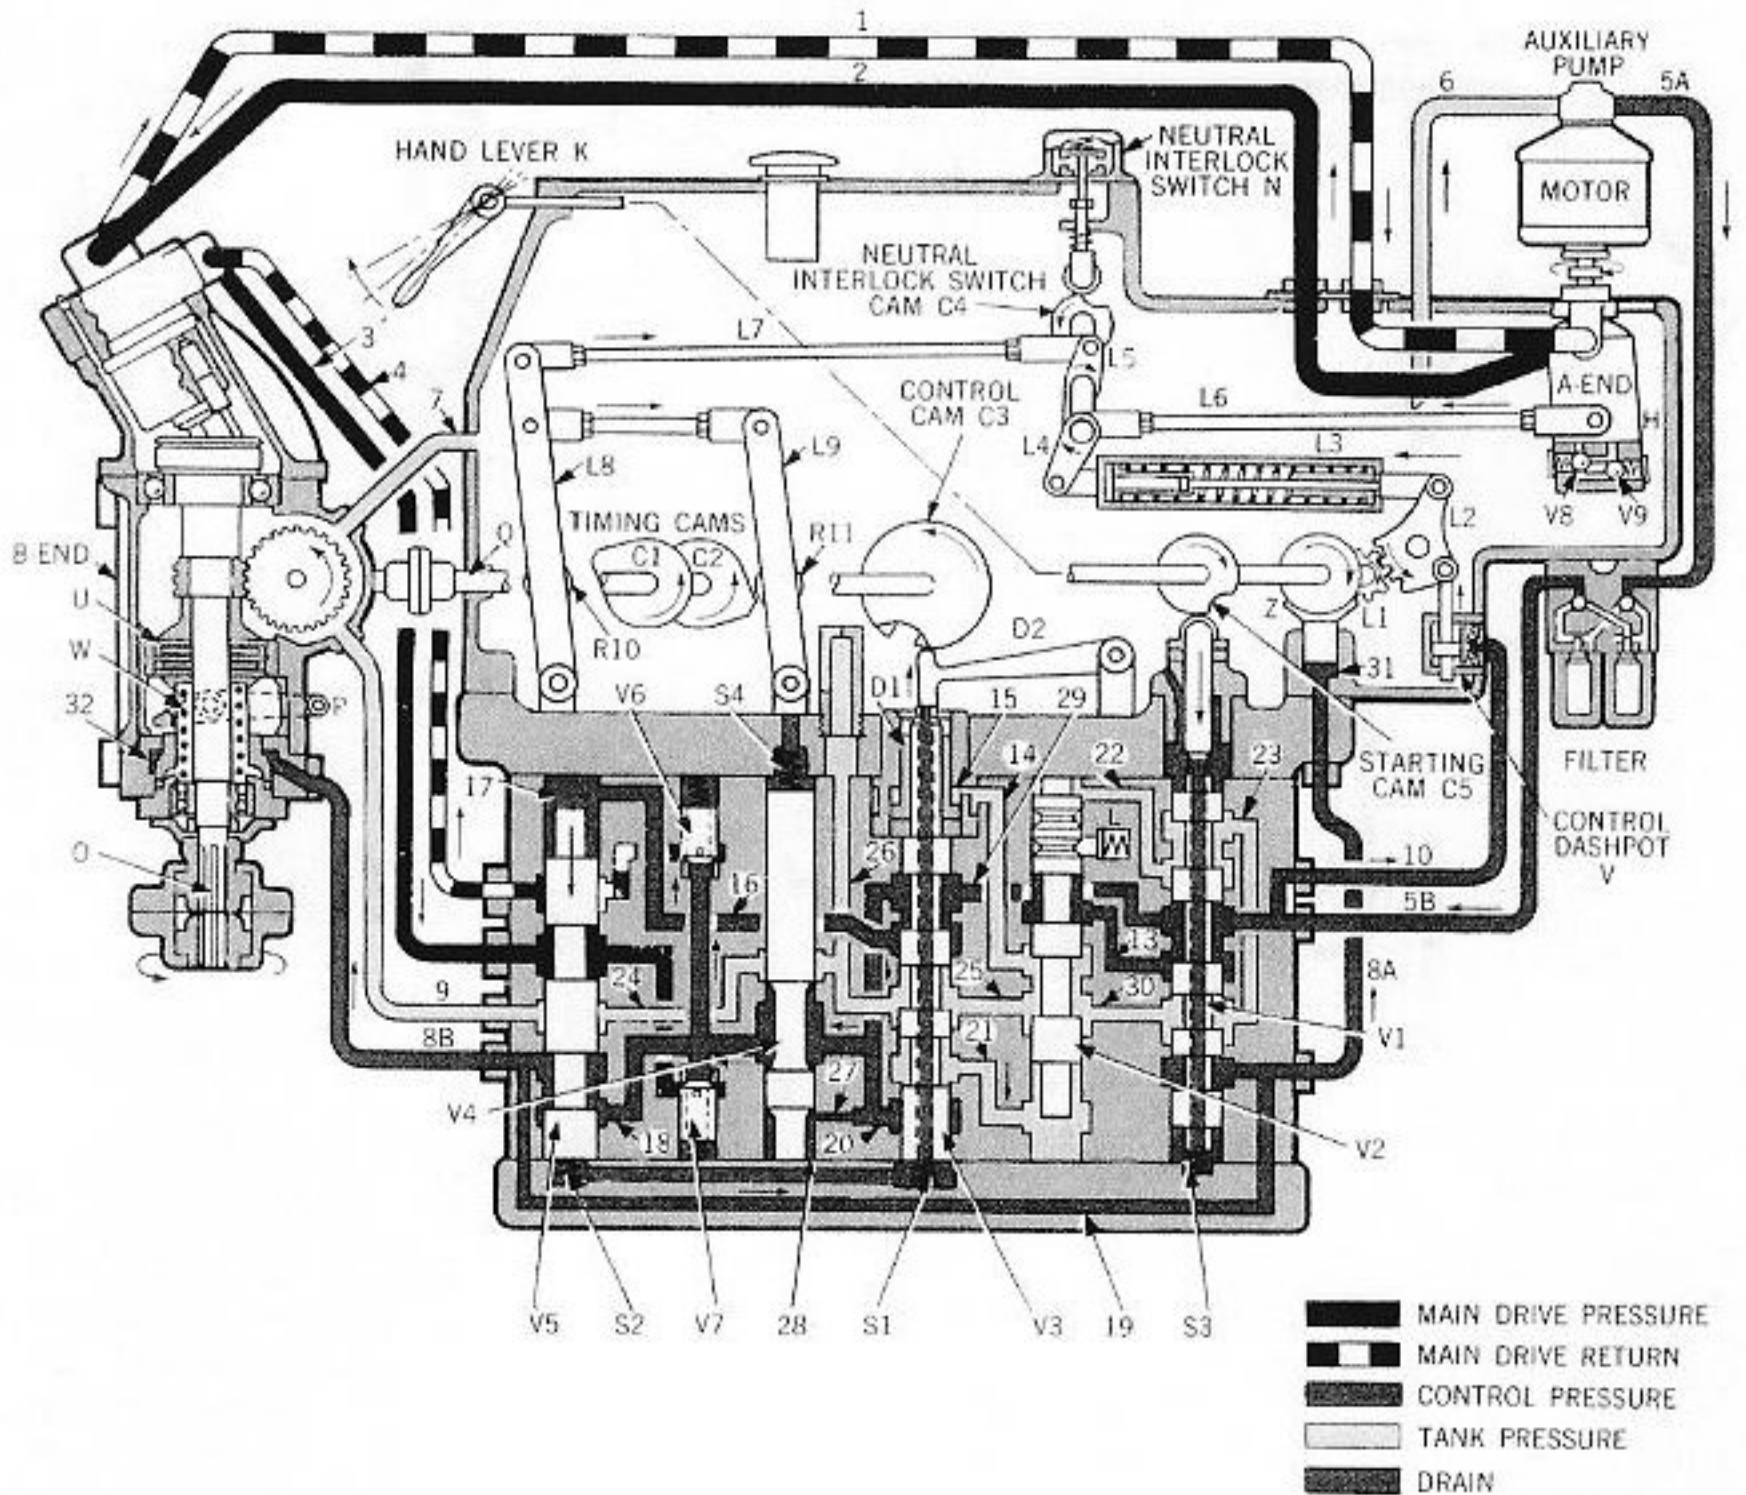 1
AUXILIARY
PUMP
2
6
5A
HAND LEVER K
NEUTRAL
INTERLOCK
SWITCH N
MOTOR
NEUTRAL
INTERLOCK SWITCH
CAM C4
3
L7
L5
4
CONTROL
CAM C3
L6
A-END
H
7
L4
L3
L8
L9
L2
V8
V9
TIMING CAMS
R11
Q
C1
C2
B END
U
Z
L1
D2
W
R10
31
32
P
V6
S4
D1
15
29
STARTING
CAM C5
FILTER
17
14
22
23
CONTROL
DASHPOT
V
O
L
26
10
16
5B
13
9
24
25
30
8A
8B
21
V1
27
V4
18
20
V2
V5
S2
V7
28
S1
V3
19
S3
MAIN DRIVE PRESSURE
MAIN DRIVE RETURN
CONTROL PRESSURE
TANK PRESSURE
DRAIN